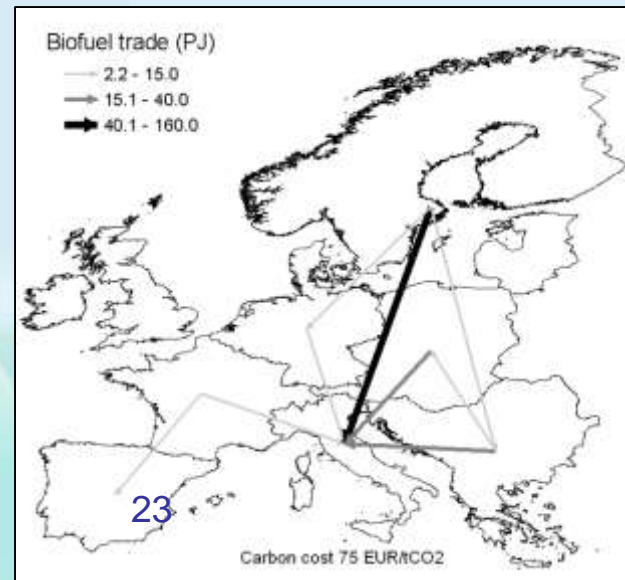 Biofuel trade (PJ)
2.2 - 15.0
15.1 - 40.0
40.1 - 160.0
23
Carbon cost 75 EUR/tCO2